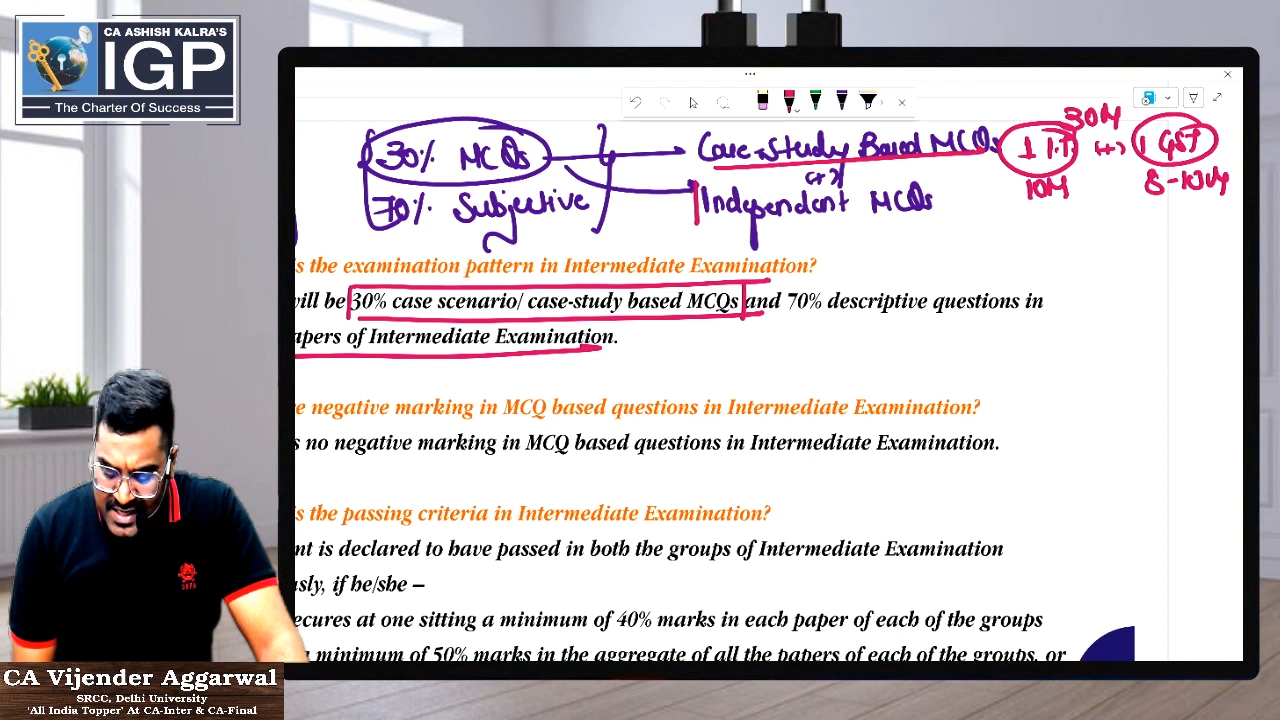 CA ASHISH KALRA'S
IGP
The Charter Of Success
30% MCQs
70% Subjective
Case-Study Based MCQs
(+)
Independent MCQs
1 I.T.
10M
30M
(+)
1 GST
8-10M
is the examination pattern in Intermediate Examination?
will be 30% case scenario/ case-study based MCQs and 70% descriptive questions in
apers of Intermediate Examination.
e negative marking in MCQ based questions in Intermediate Examination?
s no negative marking in MCQ based questions in Intermediate Examination.
is the passing criteria in Intermediate Examination?
nt is declared to have passed in both the groups of Intermediate Examination
usly, if he/she –
ecures at one sitting a minimum of 40% marks in each paper of each of the groups
a minimum of 50% marks in the aggregate of all the papers of each of the groups, or
CA Vijender Aggarwal
SRCC, Delhi University
'All India Topper' At CA-Inter & CA-Final